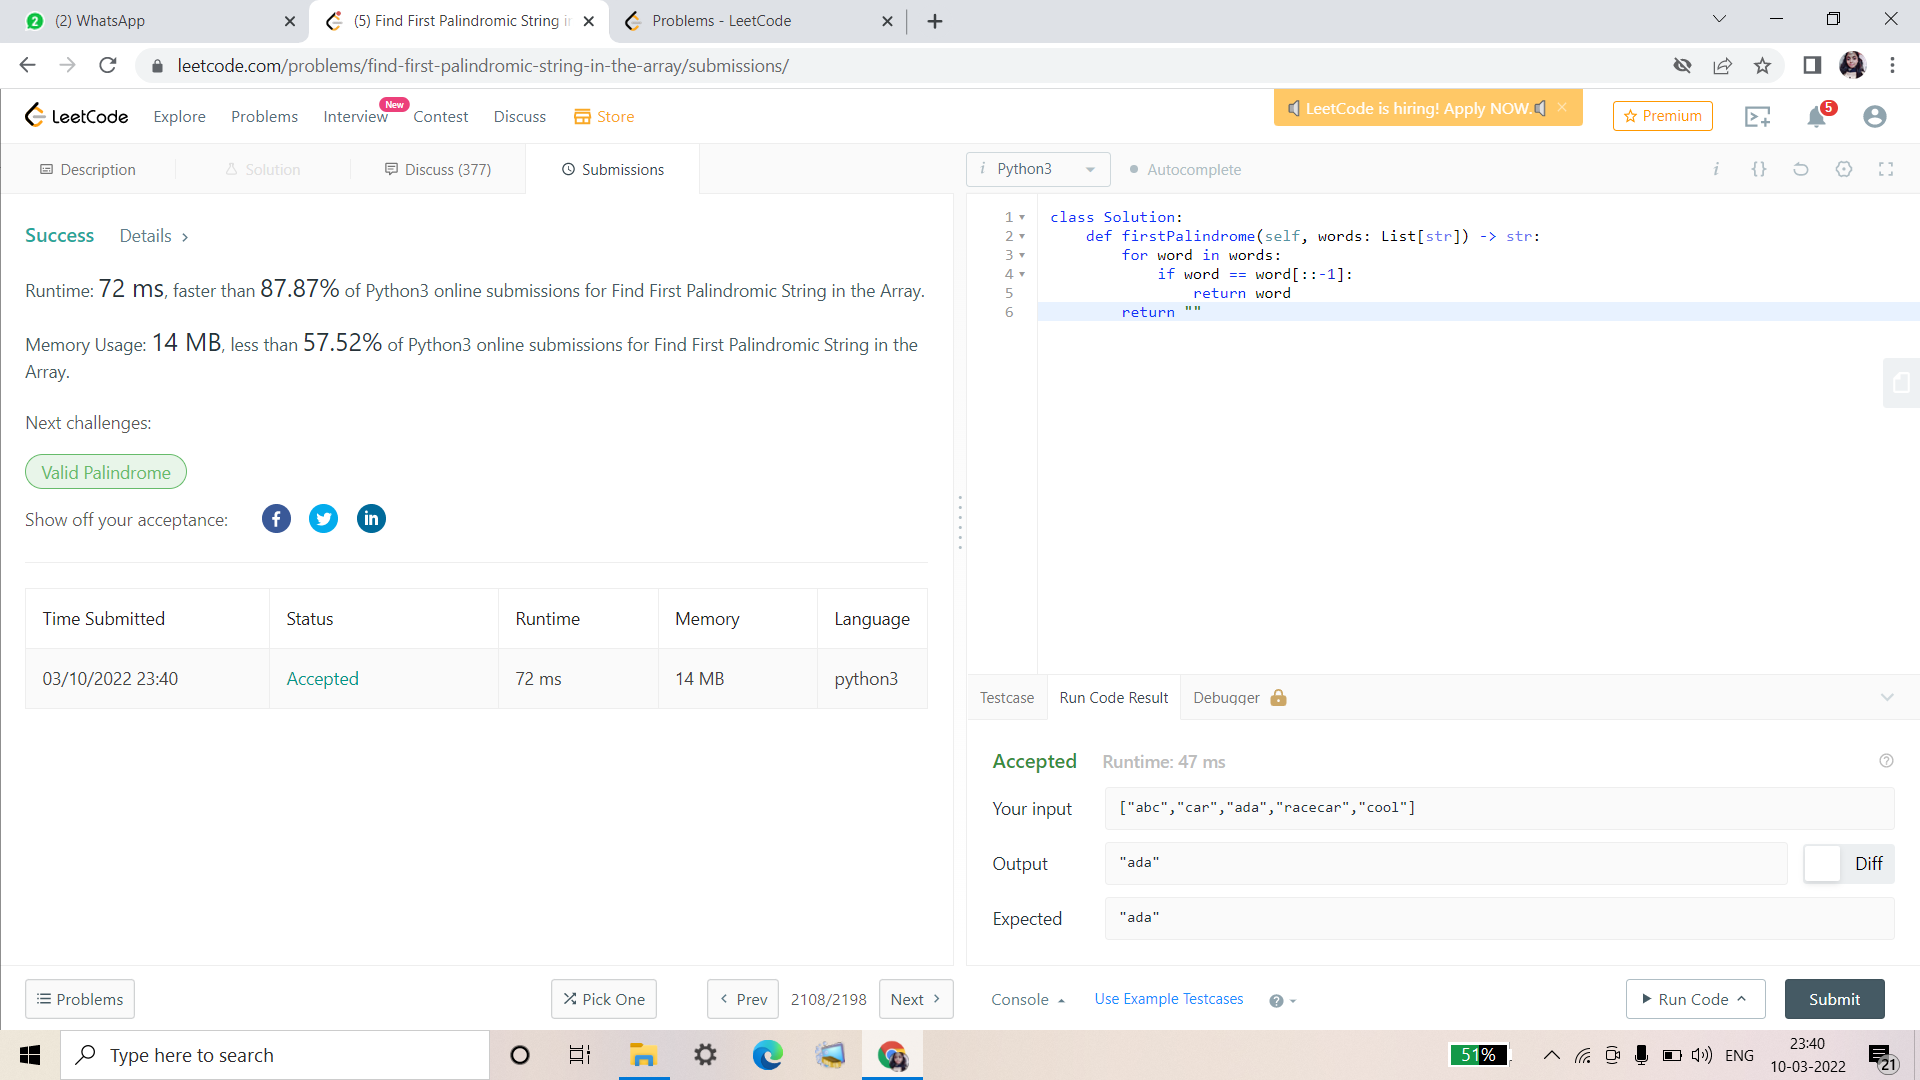 (2) WhatsApp
(5) Find First Palindromic String in
Problems - LeetCode
leetcode.com/problems/find-first-palindromic-string-in-the-array/submissions/
LeetCode
Explore
Problems
Interview
New
Contest
Discuss
Store
LeetCode is hiring! Apply NOW.
Premium
5
Description
Solution
Discuss (377)
Submissions
Success
Details
Runtime: 72 ms, faster than 87.87% of Python3 online submissions for Find First Palindromic String in the Array.
Memory Usage: 14 MB, less than 57.52% of Python3 online submissions for Find First Palindromic String in the
Array.
Next challenges:
Valid Palindrome
Show off your acceptance:
Time Submitted Status Runtime Memory Language
03/10/2022 23:40 Accepted 72 ms 14 MB python3
Problems
Pick One
Prev
2108/2198
Next
Python3
Autocomplete
1 class Solution:
2 def firstPalindrome(self, words: List[str]) -> str:
3 for word in words:
4 if word == word[::-1]:
5 return word
6 return ""
Testcase
Run Code Result
Debugger
Accepted
Runtime: 47 ms
Your input
["abc","car","ada","racecar","cool"]
Output
"ada"
Diff
Expected
"ada"
Console
Use Example Testcases
Run Code
Submit
Type here to search
51%
ENG
23:40
10-03-2022
21